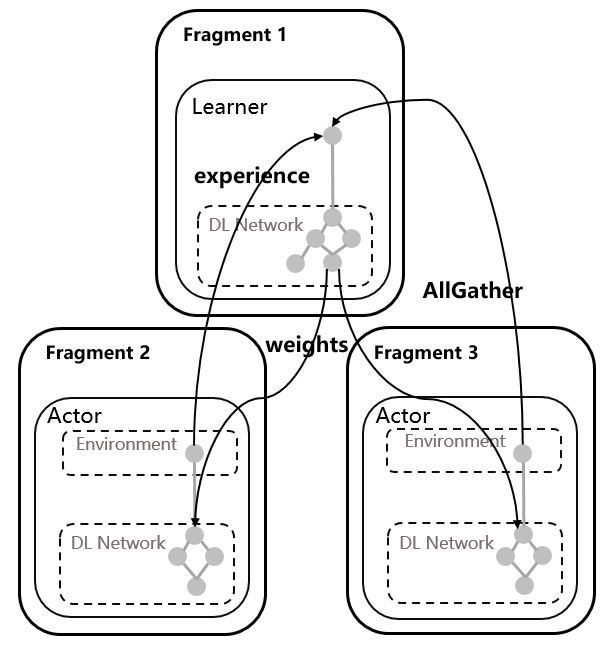 Fragment 1
Learner
experience
DL Network
AllGather
weights
Fragment 2
Actor
Environment
DL Network
Fragment 3
Actor
Environment
DL Network